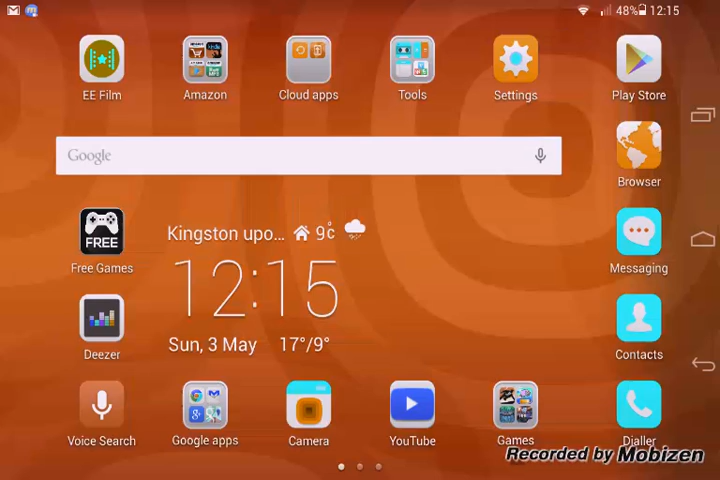 48% 12:15
EE Film
Amazon
Cloud apps
Tools
Settings
Play Store
Google
Browser
FREE
Free Games
Kingston upo... 9°c
12:15
Sun, 3 May 17°/9°
Messaging
Deezer
Contacts
Voice Search
Google apps
Camera
YouTube
Games
Dialler
Recorded by Mobizen